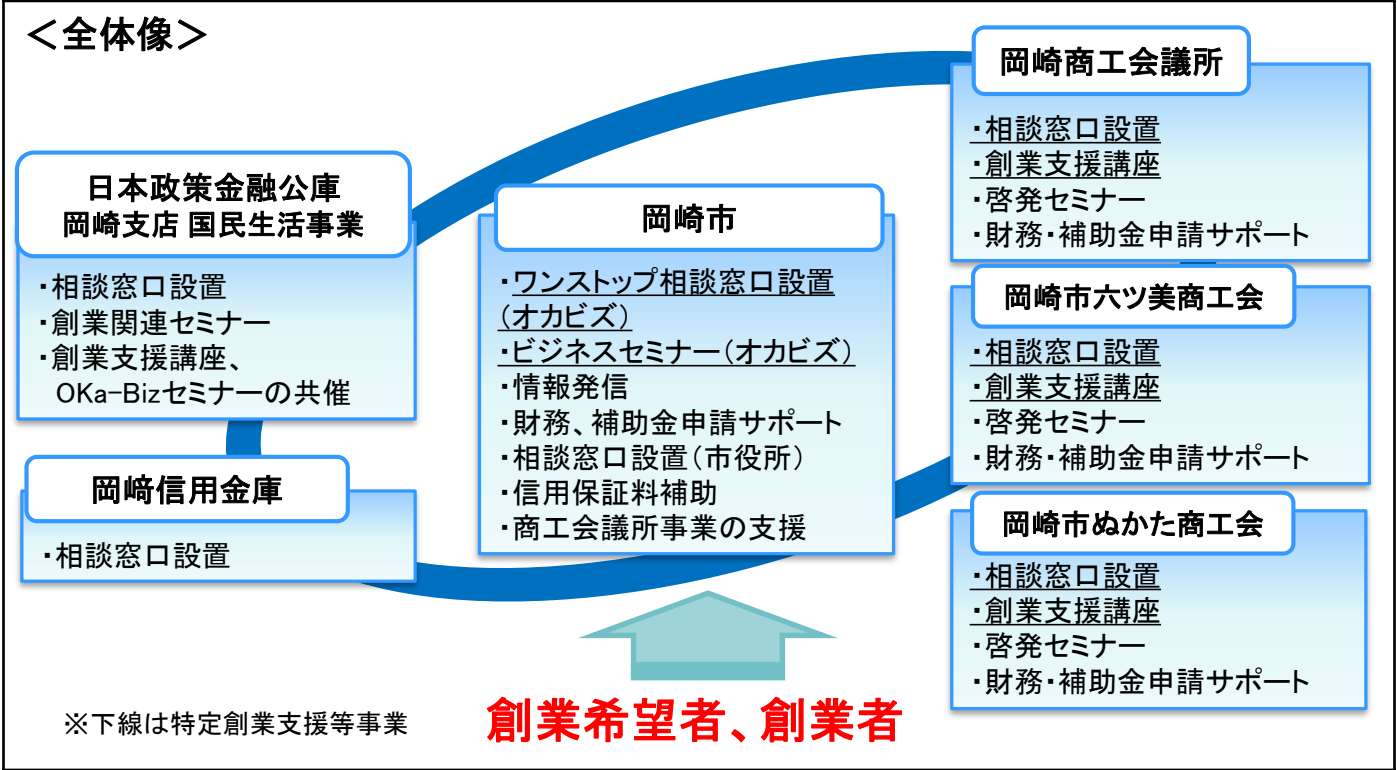 ＜全体像＞
日本政策金融公庫
岡崎支店 国民生活事業
・相談窓口設置
・創業関連セミナー
・創業支援講座、
OKa-Bizセミナーの共催
岡﨑信用金庫
・相談窓口設置
岡崎市
・ワンストップ相談窓口設置
(オカビズ)
・ビジネスセミナー(オカビズ)
・情報発信
・財務、補助金申請サポート
・相談窓口設置(市役所)
・信用保証料補助
・商工会議所事業の支援
岡崎商工会議所
・相談窓口設置
・創業支援講座
・啓発セミナー
・財務・補助金申請サポート
岡崎市六ツ美商工会
・相談窓口設置
・創業支援講座
・啓発セミナー
・財務・補助金申請サポート
岡崎市ぬかた商工会
・相談窓口設置
・創業支援講座
・啓発セミナー
・財務・補助金申請サポート
創業希望者、創業者
※下線は特定創業支援等事業